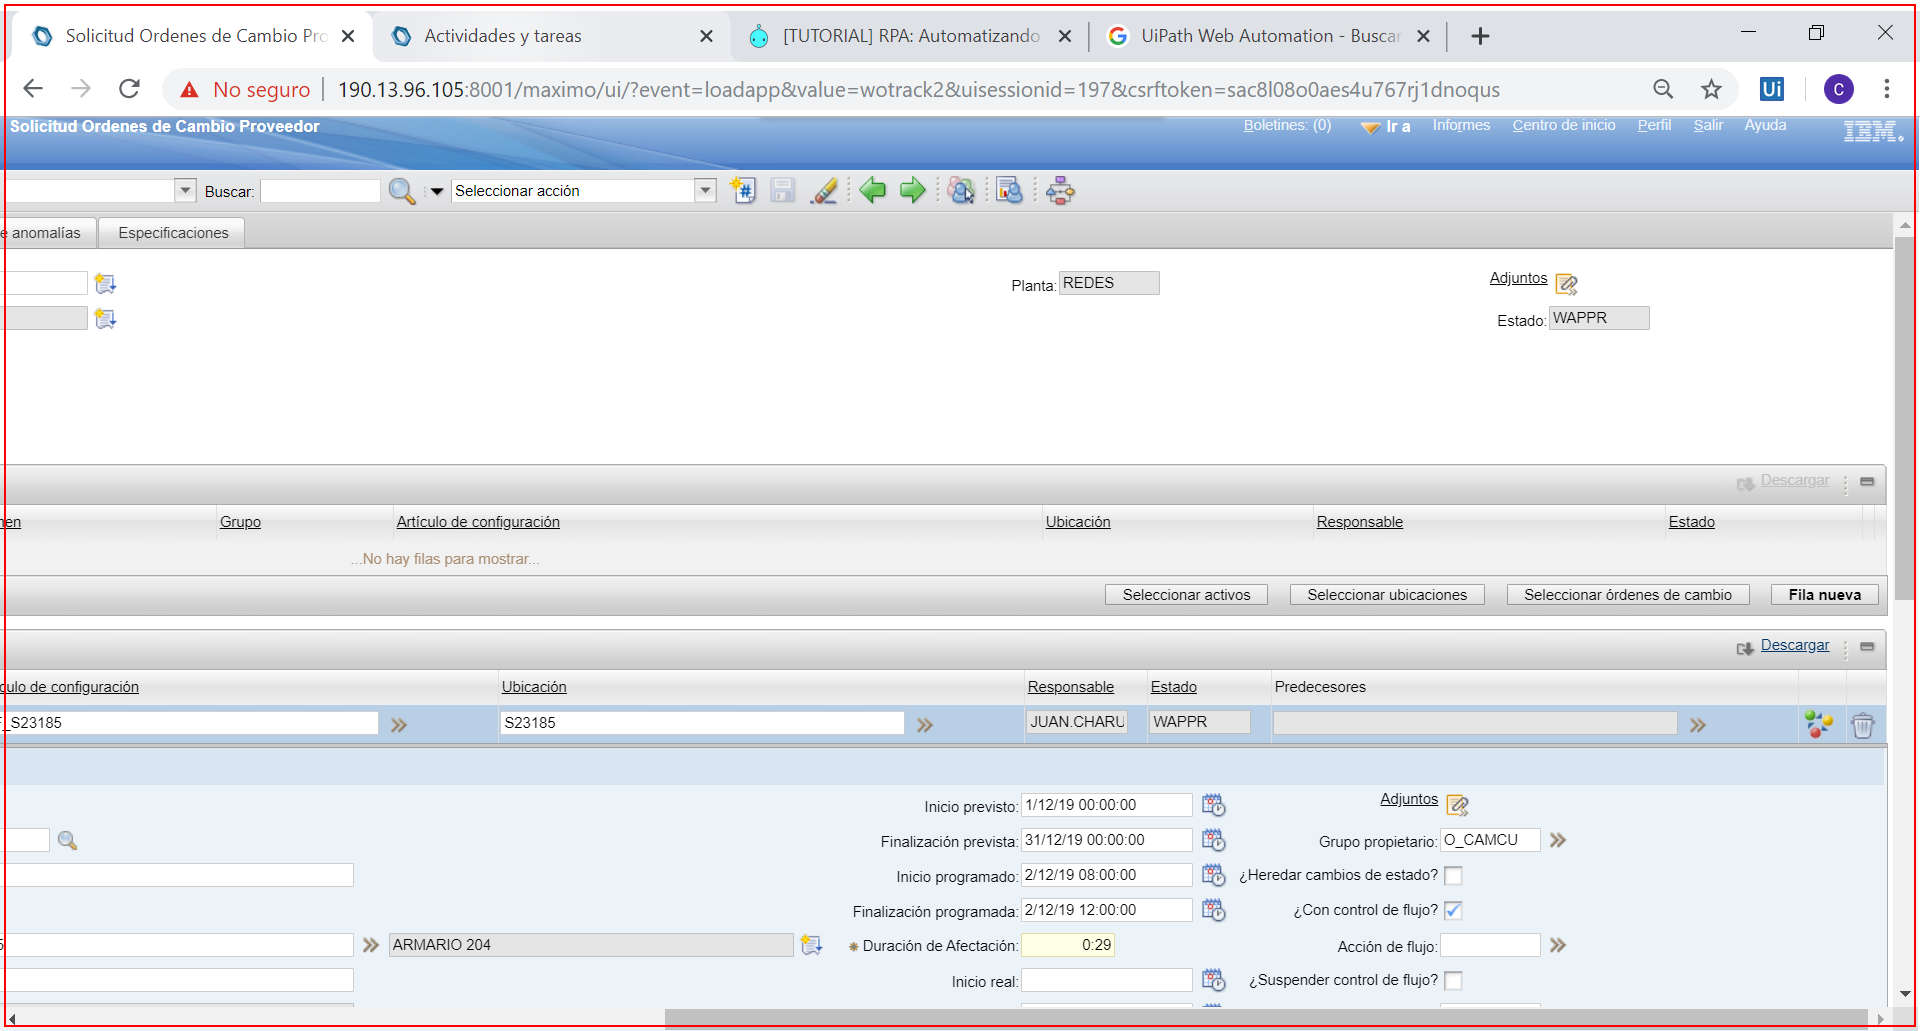 Solicitud Ordenes de Cambio Pro
Actividades y tareas
[TUTORIAL] RPA: Automatizando
UiPath Web Automation - Buscar
No seguro
190.13.96.105:8001/maximo/ui/?event=loadapp&value=wotrack2&uisessionid=197&csrftoken=sac8l08o0aes4u767rj1dnoqus
Ui
C
Solicitud Ordenes de Cambio Proveedor
Boletines: (0)
Ir a
Informes
Centro de inicio
Perfil
Salir
Ayuda
IBM.
Buscar:
Seleccionar acción
e anomalías
Especificaciones
Planta: REDES
Adjuntos
Estado: WAPPR
Descargar
men
Grupo
Artículo de configuración
Ubicación
Responsable
Estado
...No hay filas para mostrar...
Seleccionar activos
Seleccionar ubicaciones
Seleccionar órdenes de cambio
Fila nueva
Descargar
culo de configuración
Ubicación
Responsable
Estado
Predecesores
_S23185
S23185
JUAN.CHARU
WAPPR
Inicio previsto: 1/12/19 00:00:00
Adjuntos
Finalización prevista: 31/12/19 00:00:00
Grupo propietario: O_CAMCU
Inicio programado: 2/12/19 08:00:00
¿Heredar cambios de estado?
Finalización programada: 2/12/19 12:00:00
¿Con control de flujo?
ARMARIO 204
Duración de Afectación: 0:29
Acción de flujo:
Inicio real:
¿Suspender control de flujo?